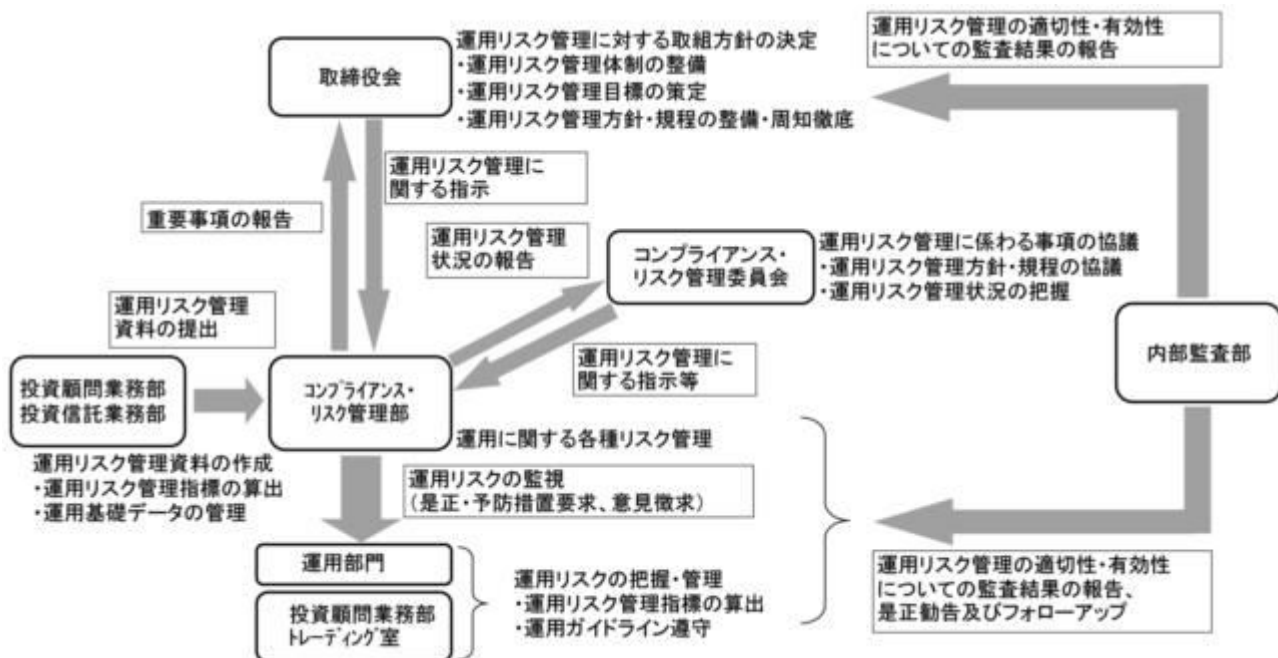 取締役会
運用リスク管理に対する取組方針の決定
・運用リスク管理体制の整備
・運用リスク管理目標の策定
・運用リスク管理方針・規程の整備・周知徹底
運用リスク管理の適切性・有効性
についての監査結果の報告
運用リスク管理に
関する指示
重要事項の報告
運用リスク管理
状況の報告
コンプライアンス・
リスク管理委員会
運用リスク管理に係わる事項の協議
・運用リスク管理方針・規程の協議
・運用リスク管理状況の把握
運用リスク管理
資料の提出
内部監査部
運用リスク管理に
関する指示等
投資顧問業務部
投資信託業務部
コンプライアンス・
リスク管理部
運用に関する各種リスク管理
運用リスク管理資料の作成
・運用リスク管理指標の算出
・運用基礎データの管理
運用リスクの監視
(是正・予防措置要求、意見徴求)
運用部門
投資顧問業務部
トレーディング室
運用リスクの把握・管理
・運用リスク管理指標の算出
・運用ガイドライン遵守
運用リスク管理の適切性・有効性
についての監査結果の報告、
是正勧告及びフォローアップ